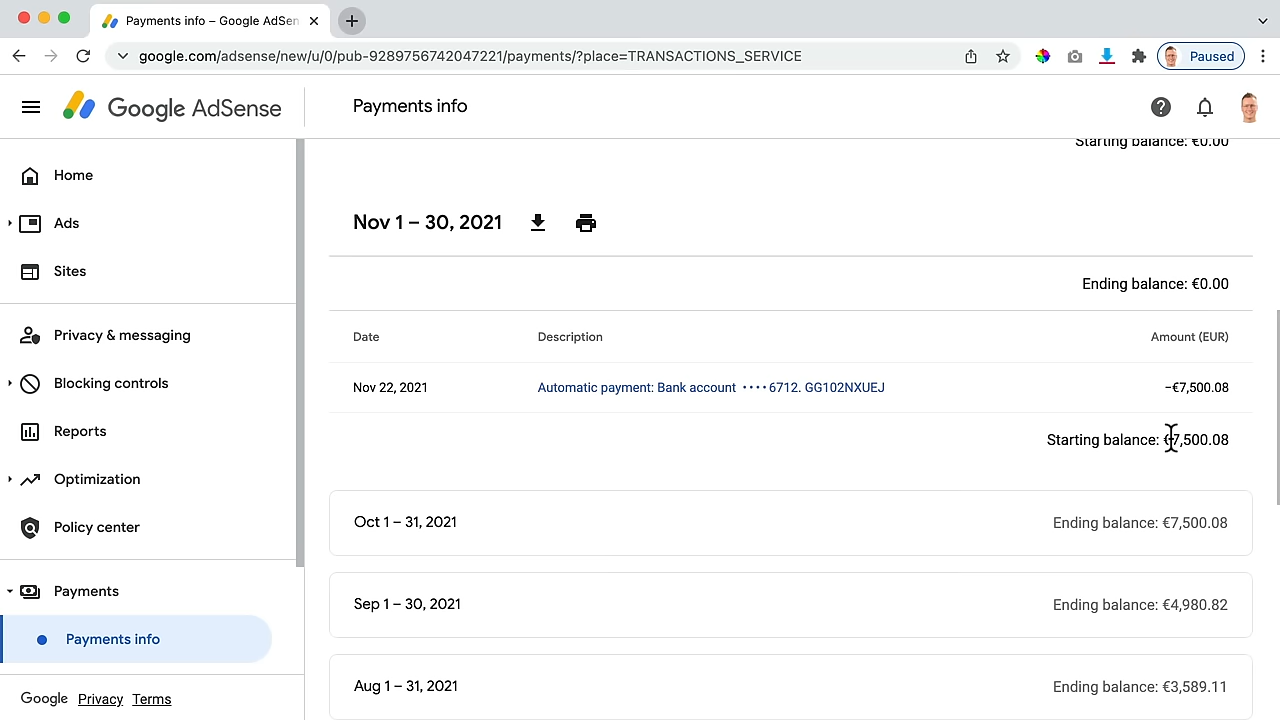 Payments info – Google AdSen
google.com/adsense/new/u/0/pub-9289756742047221/payments/?place=TRANSACTIONS_SERVICE
Paused
Google AdSense
Payments info
Home
Ads
Sites
Privacy & messaging
Blocking controls
Reports
Optimization
Policy center
Payments
Payments info
Google Privacy Terms
Starting balance: €0.00
Nov 1 – 30, 2021
Ending balance: €0.00
Date Description Amount (EUR)
Nov 22, 2021 Automatic payment: Bank account ••••6712. GG102NXUEJ −€7,500.08
Starting balance: €7,500.08
Oct 1 – 31, 2021 Ending balance: €7,500.08
Sep 1 – 30, 2021 Ending balance: €4,980.82
Aug 1 – 31, 2021 Ending balance: €3,589.11